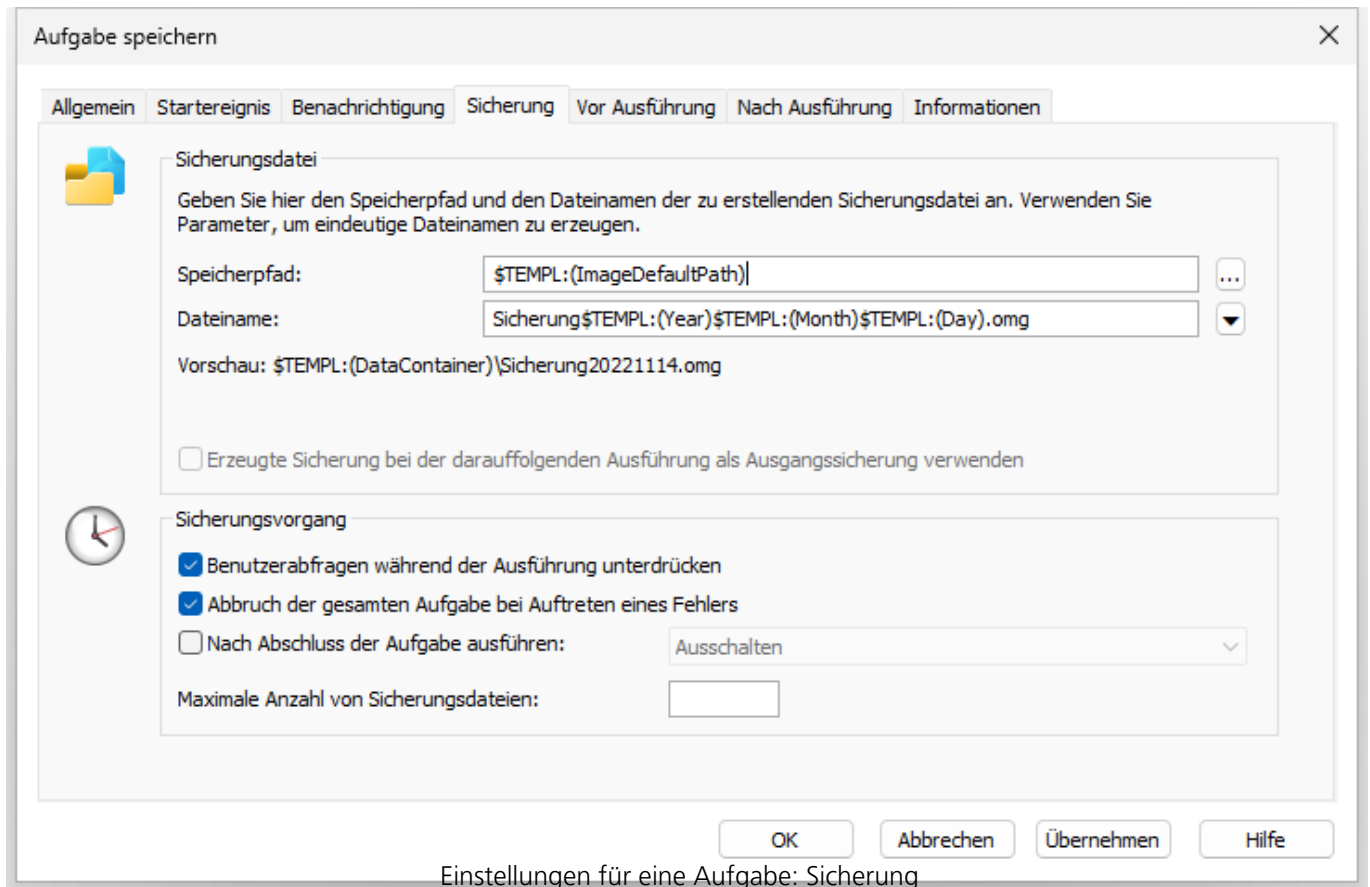 Aufgabe speichern
Allgemein Startereignis Benachrichtigung Sicherung Vor Ausführung Nach Ausführung Informationen
Sicherungsdatei
Geben Sie hier den Speicherpfad und den Dateinamen der zu erstellenden Sicherungsdatei an. Verwenden Sie
Parameter, um eindeutige Dateinamen zu erzeugen.
Speicherpfad: $TEMPL:(ImageDefaultPath) ...
Dateiname: Sicherung$TEMPL:(Year)$TEMPL:(Month)$TEMPL:(Day).omg
Vorschau: $TEMPL:(DataContainer)\Sicherung20221114.omg
Erzeugte Sicherung bei der darauffolgenden Ausführung als Ausgangssicherung verwenden
Sicherungsvorgang
Benutzerabfragen während der Ausführung unterdrücken
Abbruch der gesamten Aufgabe bei Auftreten eines Fehlers
Nach Abschluss der Aufgabe ausführen: Ausschalten
Maximale Anzahl von Sicherungsdateien:
OK Abbrechen Übernehmen Hilfe
Einstellungen für eine Aufgabe: Sicherung